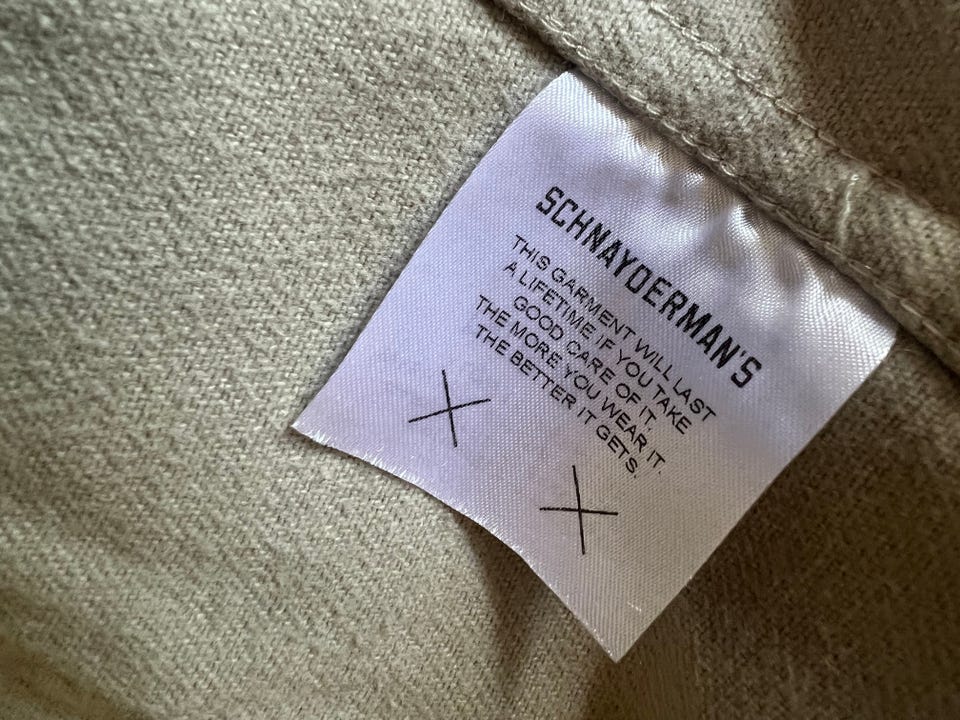 SCHNAYDERMAN'S
THIS GARMENT WILL LAST
A LIFETIME IF YOU TAKE
GOOD CARE OF IT.
THE MORE YOU WEAR IT.
THE BETTER IT GETS.